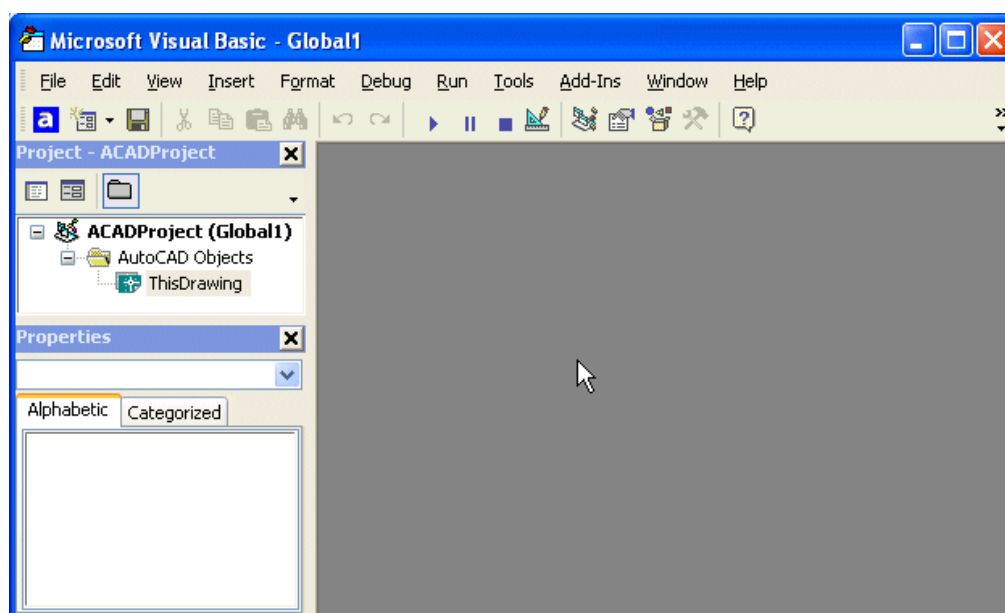 Microsoft Visual Basic - Global1
File Edit View Insert Format Debug Run Tools Add-Ins Window Help
a
Project - ACADProject
ACADProject (Global1)
AutoCAD Objects
ThisDrawing
Properties
Alphabetic Categorized